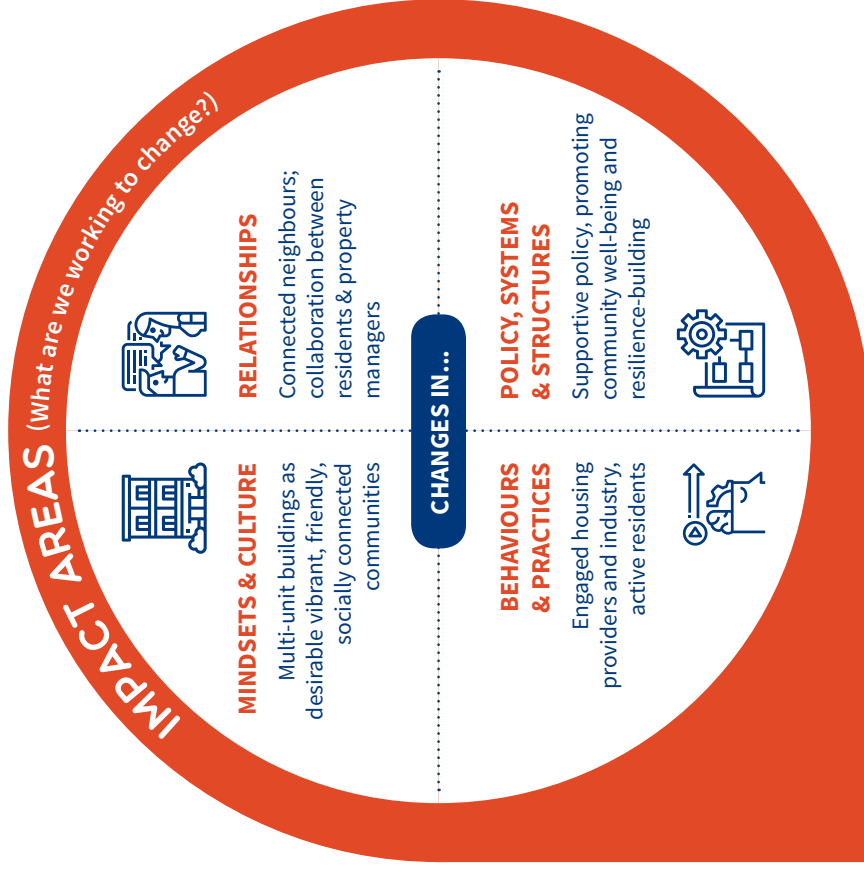 IMPACT AREAS (What are we working to change?)
MINDSETS & CULTURE
Multi-unit buildings as
desirable vibrant, friendly,
socially connected
communities
RELATIONSHIPS
Connected neighbours;
collaboration between
residents & property
managers
CHANGES IN...
BEHAVIOURS
& PRACTICES
Engaged housing
providers and industry,
active residents
POLICY, SYSTEMS
& STRUCTURES
Supportive policy, promoting
community well-being and
resilience-building